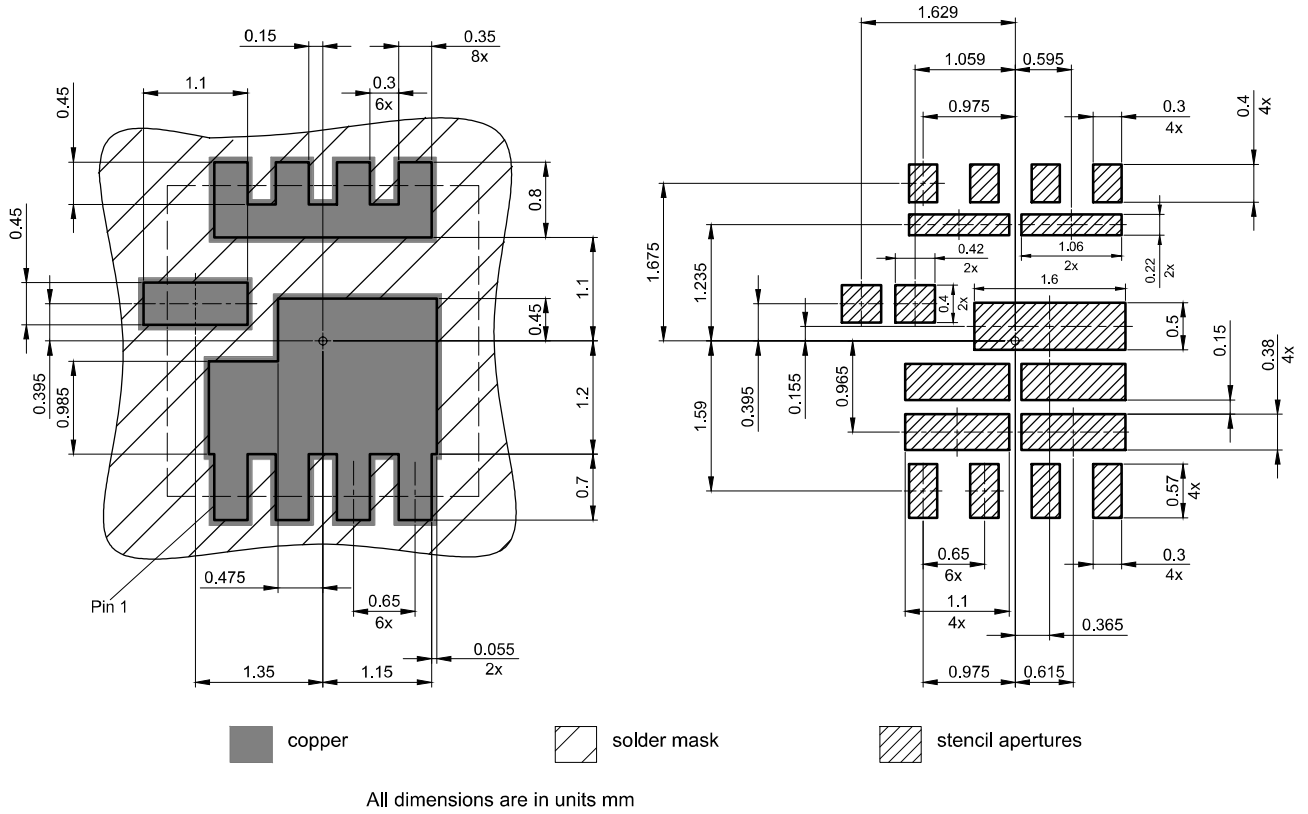 1.629
0.15
0.35
8x
1.059
0.595
1.1
0.3
6x
0.975
0.3
4x
0.4
4x
0.45
0.8
0.45
1.675
1.235
0.42
2x
1.06
2x
0.22
2x
1.1
0.4
2x
1.6
0.45
0.5
0.15
0.38
4x
0.395
0.985
1.2
0.395
0.155
0.965
1.59
0.7
0.57
4x
0.475
0.65
6x
0.65
6x
0.3
4x
Pin 1
1.1
4x
0.365
0.055
2x
1.35
1.15
0.975
0.615
copper
solder mask
stencil apertures
All dimensions are in units mm